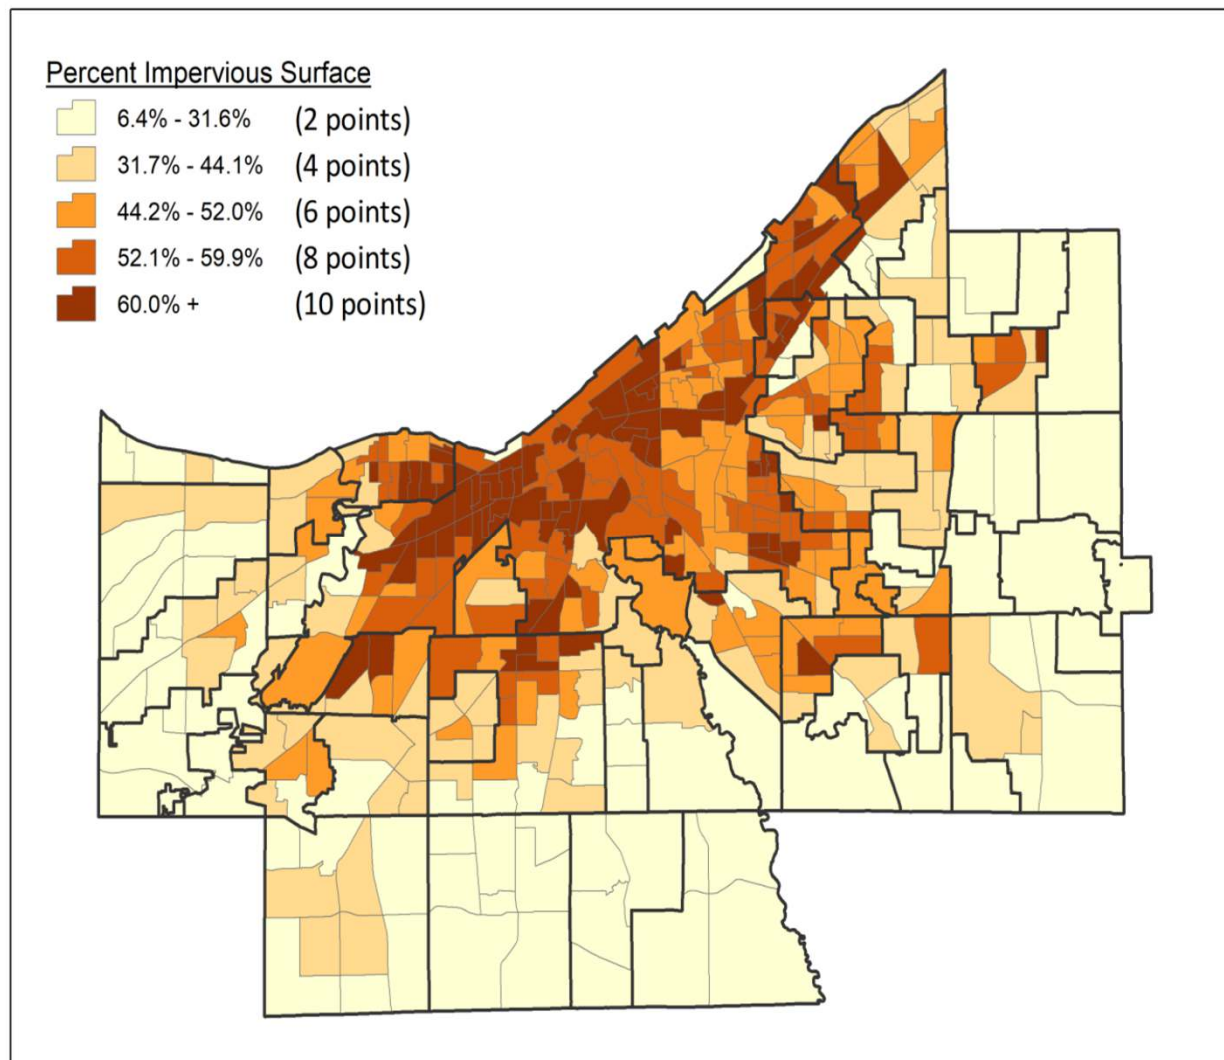 Percent Impervious Surface
6.4% - 31.6% (2 points)
31.7% - 44.1% (4 points)
44.2% - 52.0% (6 points)
52.1% - 59.9% (8 points)
60.0% + (10 points)